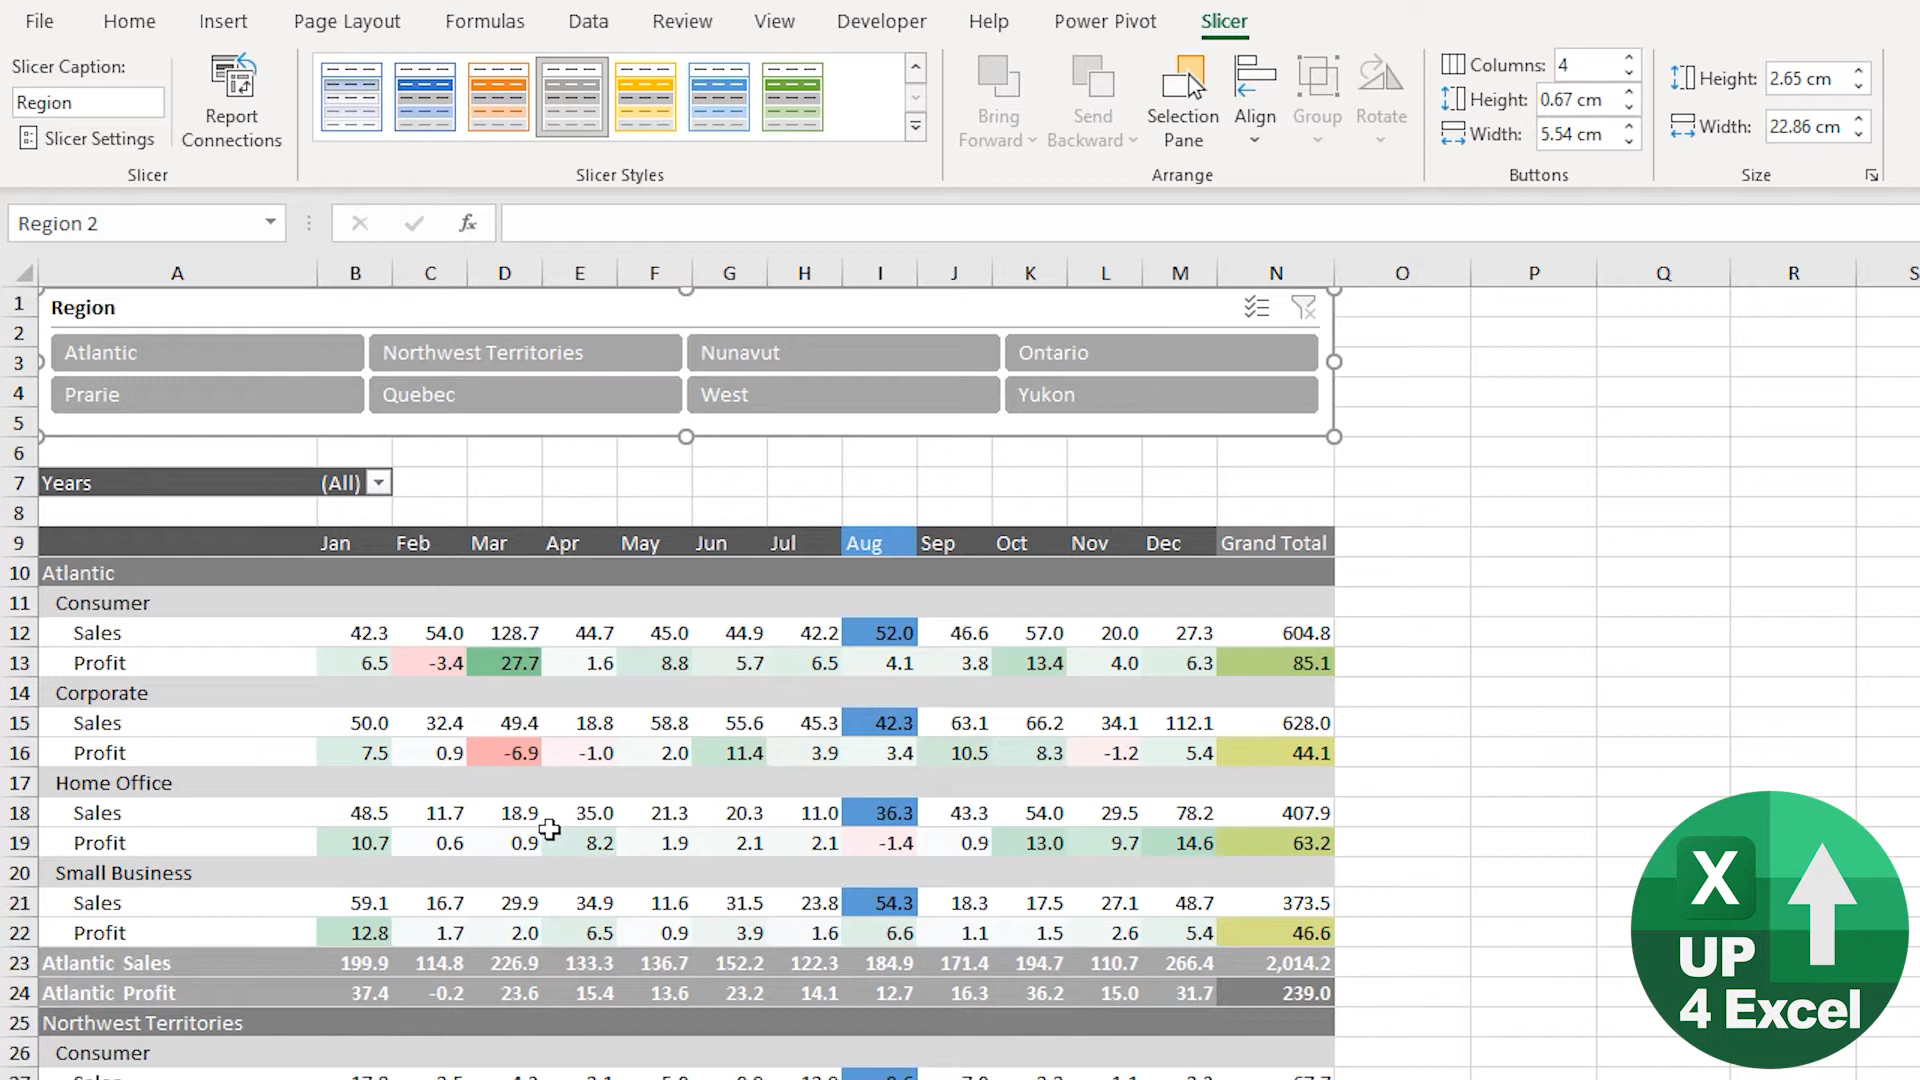 File Home Insert Page Layout Formulas Data Review View Developer Help Power Pivot Slicer
Slicer Caption:
Region
Slicer Settings
Report
Connections
Slicer
Slicer Styles
Bring
Forward
Send
Backward
Selection
Pane
Align
Group
Rotate
Arrange
Columns: 4
Height: 0.67 cm
Width: 5.54 cm
Buttons
Height: 2.65 cm
Width: 22.86 cm
Size
Region 2
fx
A B C D E F G H I J K L M N O P Q R S
1 Region
2
Atlantic Northwest Territories Nunavut Ontario
3
4 Prarie Quebec West Yukon
5
6
7 Years (All)
8
9 Jan Feb Mar Apr May Jun Jul Aug Sep Oct Nov Dec Grand Total
10 Atlantic
11 Consumer
12 Sales 42.3 54.0 128.7 44.7 45.0 44.9 42.2 52.0 46.6 57.0 20.0 27.3 604.8
13 Profit 6.5 -3.4 27.7 1.6 8.8 5.7 6.5 4.1 3.8 13.4 4.0 6.3 85.1
14 Corporate
15 Sales 50.0 32.4 49.4 18.8 58.8 55.6 45.3 42.3 63.1 66.2 34.1 112.1 628.0
16 Profit 7.5 0.9 -6.9 -1.0 2.0 11.4 3.9 3.4 10.5 8.3 -1.2 5.4 44.1
17 Home Office
18 Sales 48.5 11.7 18.9 35.0 21.3 20.3 11.0 36.3 43.3 54.0 29.5 78.2 407.9
19 Profit 10.7 0.6 0.9 8.2 1.9 2.1 2.1 -1.4 0.9 13.0 9.7 14.6 63.2
20 Small Business
21 Sales 59.1 16.7 29.9 34.9 11.6 31.5 23.8 54.3 18.3 17.5 27.1 48.7 373.5
22 Profit 12.8 1.7 2.0 6.5 0.9 3.9 1.6 6.6 1.1 1.5 2.6 5.4 46.6
23 Atlantic Sales 199.9 114.8 226.9 133.3 136.7 152.2 122.3 184.9 171.4 194.7 110.7 266.4 2,014.2
24 Atlantic Profit 37.4 -0.2 23.6 15.4 13.6 23.2 14.1 12.7 16.3 36.2 15.0 31.7 239.0
25 Northwest Territories
26 Consumer
X
UP
4 Excel